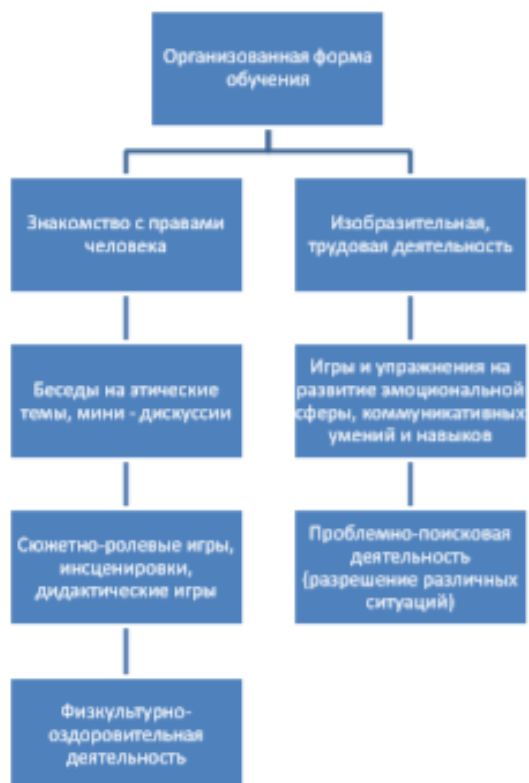 Организованная форма
обучения
Знакомство с правами
человека
Беседы на этические
темы, мини - дискуссии
Сюжетно-ролевые игры,
инсценировки,
дидактические игры
Физкультурно-
оздоровительная
деятельность
Изобразительная,
трудовая деятельность
Игры и упражнения на
развитие эмоциональной
сферы, коммуникативных
умений и навыков
Проблемно-поисковая
деятельность
(разрешение различных
ситуаций)